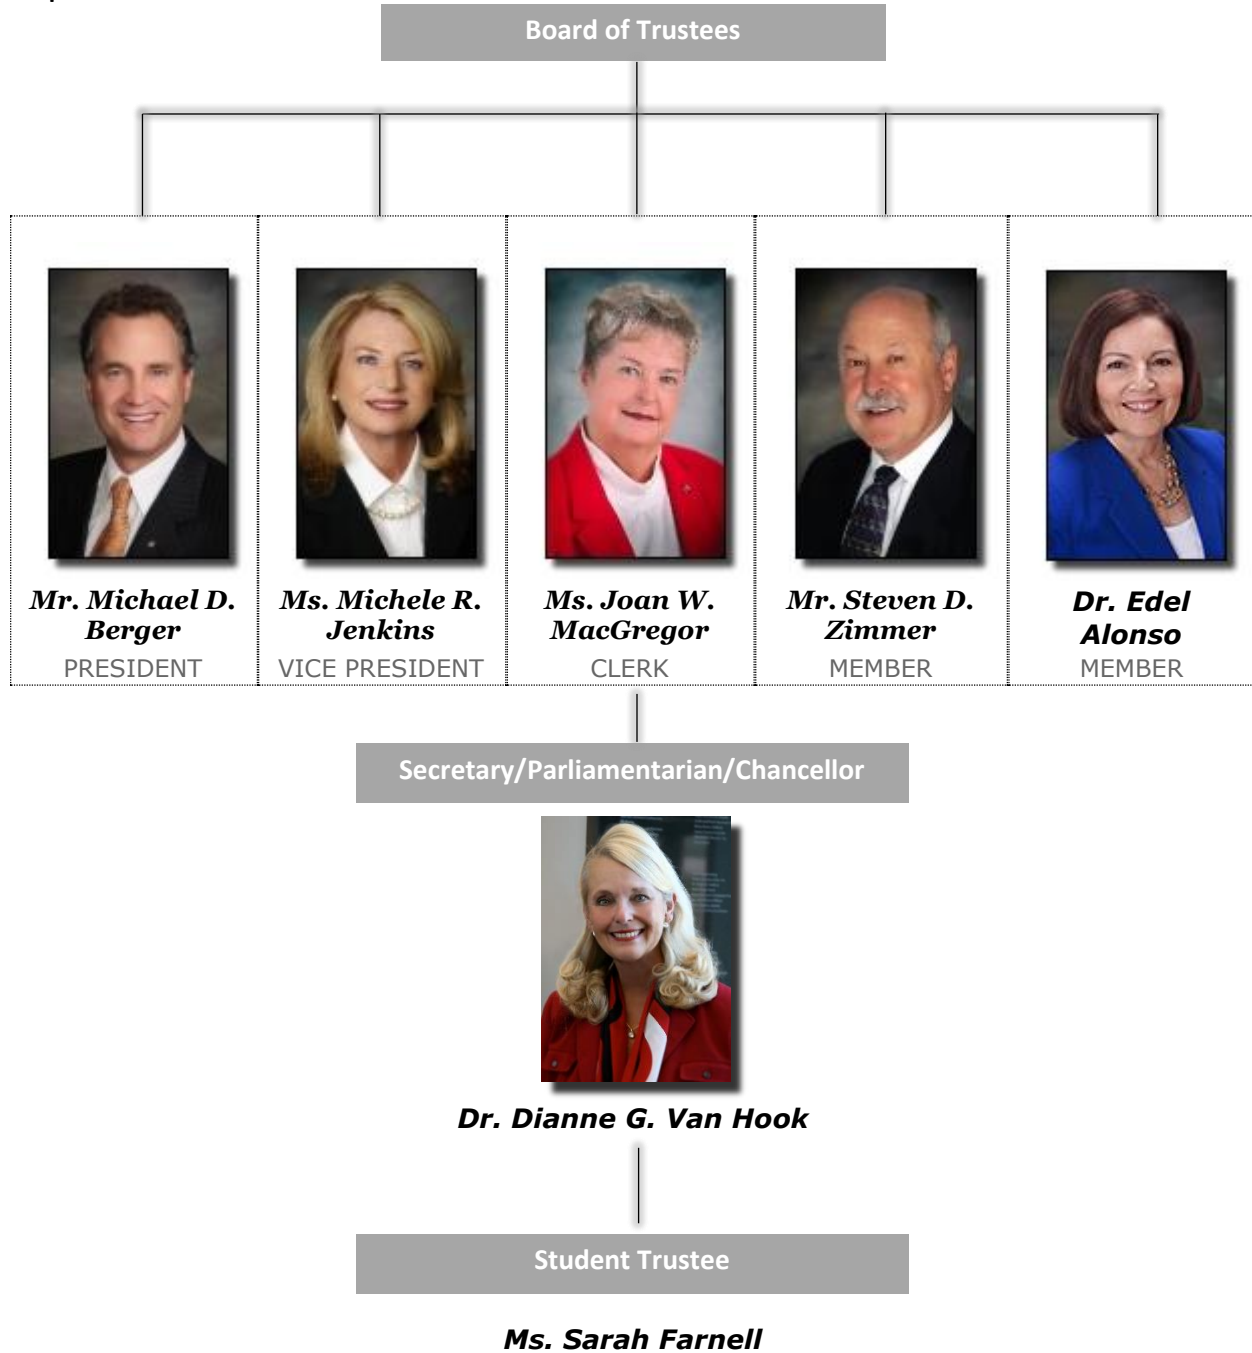 Board of Trustees
Mr. Michael D.
Berger
PRESIDENT
Ms. Michele R.
Jenkins
VICE PRESIDENT
Ms. Joan W.
MacGregor
CLERK
Mr. Steven D.
Zimmer
MEMBER
Dr. Edel
Alonso
MEMBER
Secretary/Parliamentarian/Chancellor
Dr. Dianne G. Van Hook
Student Trustee
Ms. Sarah Farnell